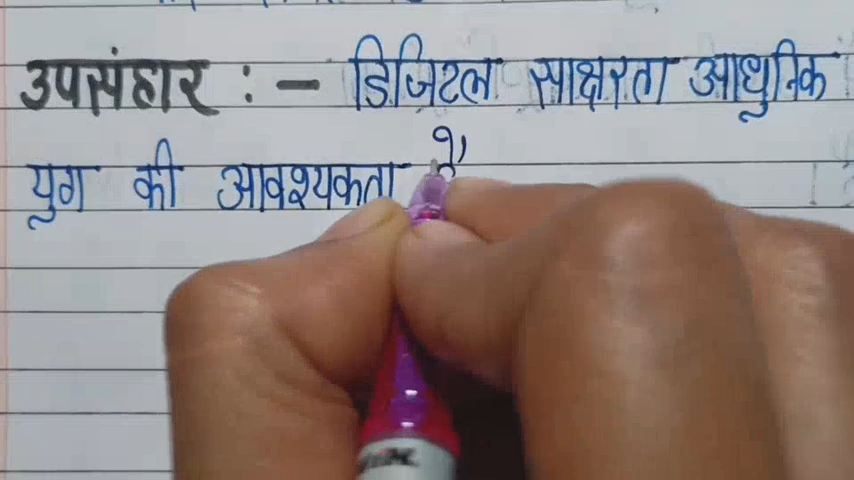 उपसंहार : - डिजिटल साक्षरता आधुनिक
युग की आवश्यकता है